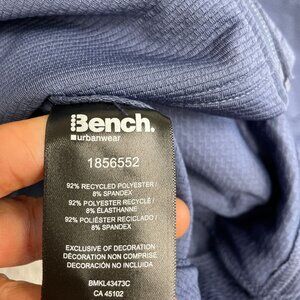 Bench.
urbanwear
1856552
92% RECYCLED POLYESTER /
8% SPANDEX
92% POLYESTER RECYCLÉ /
8% ÉLASTHANNE
92% POLIÉSTER RECICLADO /
8% SPANDEX
EXCLUSIVE OF DECORATION
DÉCORATION NON COMPRISE
DECORACIÓN NO INCLUIDA
BMKL43473C
CA 45102